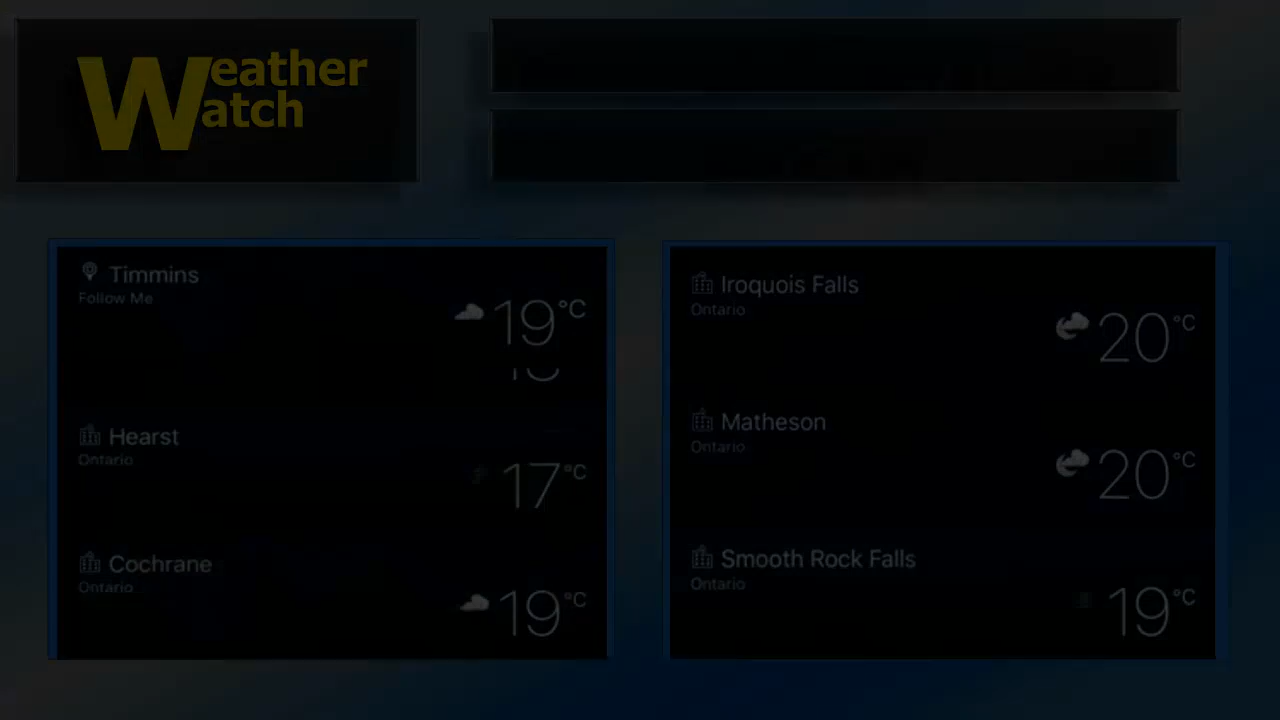 Weather
Watch
Timmins
Follow Me
19°C
Hearst
Ontario
17°C
Cochrane
Ontario
19°C
Iroquois Falls
Ontario
20°C
Matheson
Ontario
20°C
Smooth Rock Falls
Ontario
19°C